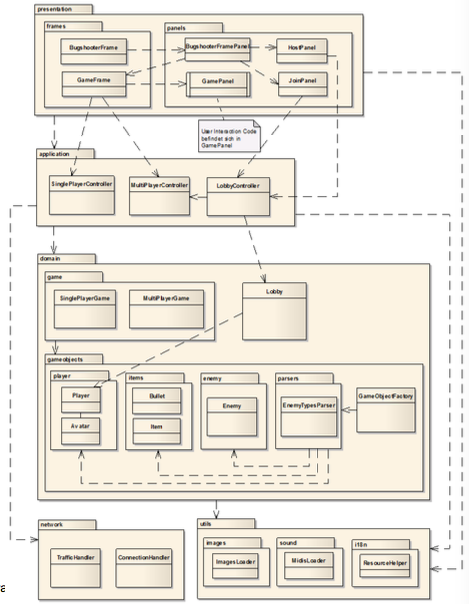 presentation
frames
panels
BugshooterFrame
BugshooterFramePanel
HostPanel
GameFrame
GamePanel
JoinPanel
User Interaction Code
befindet sich in
GamePanel
application
SinglePlayerController
MultiPlayerController
LobbyController
domain
game
SinglePlayerGame
MultiPlayerGame
Lobby
gameobjects
player
items
enemy
parsers
Player
Bullet
Enemy
EnemyTypesParser
GameObjectFactory
Avatar
Item
network
utils
images
sound
i18n
TrafficHandler
ConnectionHandler
ImagesLoader
MidisLoader
ResourceHelper